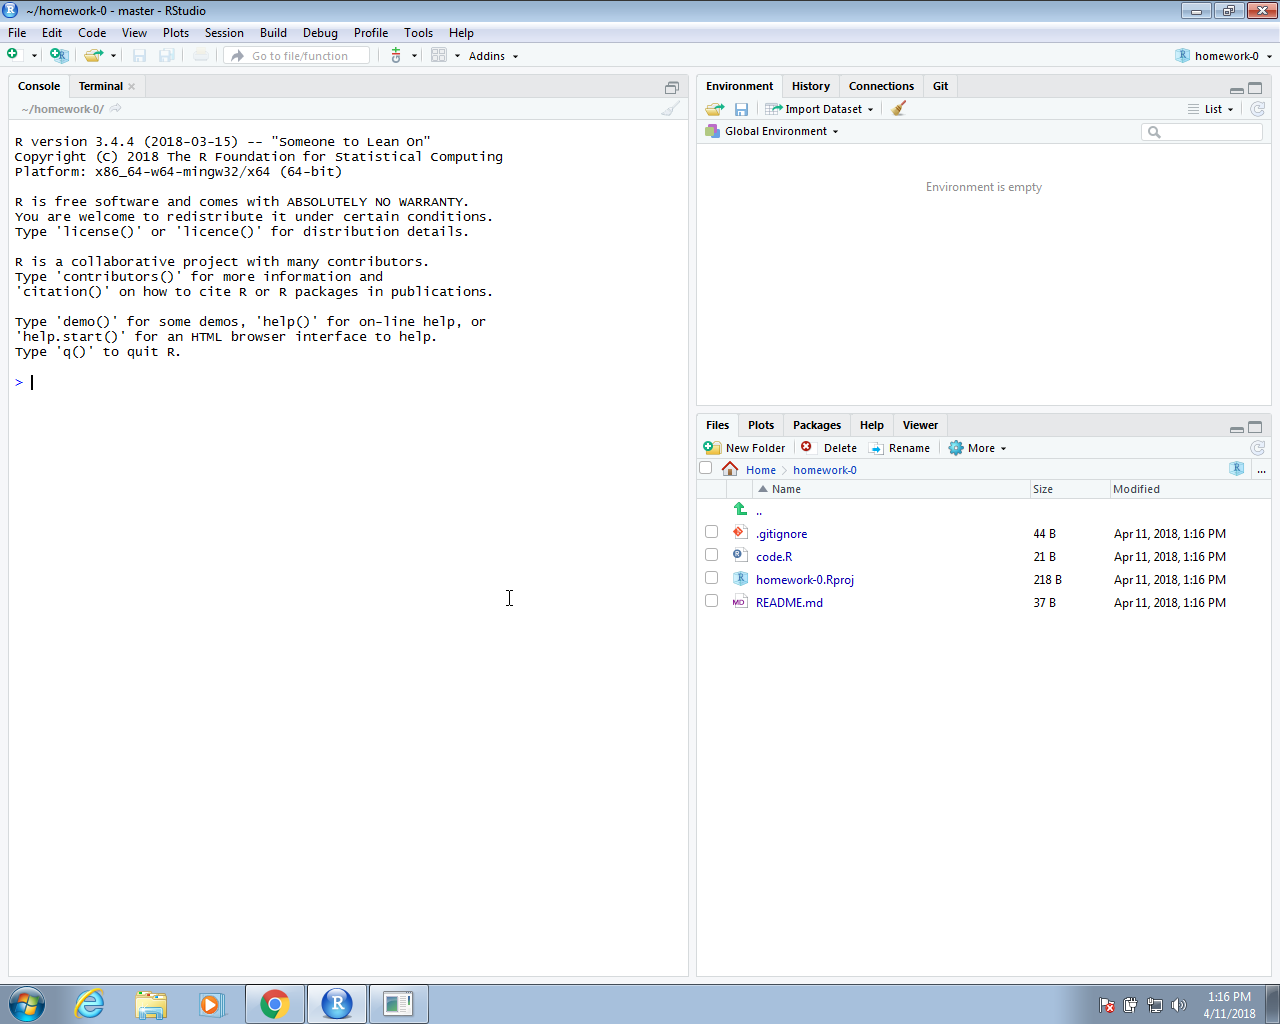 ~/homework-0 - master - RStudio
File Edit Code View Plots Session Build Debug Profile Tools Help
Go to file/function Addins homework-0
Console Terminal
~/homework-0/
R version 3.4.4 (2018-03-15) -- "Someone to Lean On"
Copyright (C) 2018 The R Foundation for Statistical Computing
Platform: x86_64-w64-mingw32/x64 (64-bit)
R is free software and comes with ABSOLUTELY NO WARRANTY.
You are welcome to redistribute it under certain conditions.
Type 'license()' or 'licence()' for distribution details.
R is a collaborative project with many contributors.
Type 'contributors()' for more information and
'citation()' on how to cite R or R packages in publications.
Type 'demo()' for some demos, 'help()' for on-line help, or
'help.start()' for an HTML browser interface to help.
Type 'q()' to quit R.
>
Environment History Connections Git
Import Dataset List
Global Environment
Environment is empty
Files Plots Packages Help Viewer
New Folder Delete Rename More
Home homework-0 ...
Name Size Modified
..
.gitignore 44 B Apr 11, 2018, 1:16 PM
code.R 21 B Apr 11, 2018, 1:16 PM
homework-0.Rproj 218 B Apr 11, 2018, 1:16 PM
README.md 37 B Apr 11, 2018, 1:16 PM
1:16 PM
4/11/2018